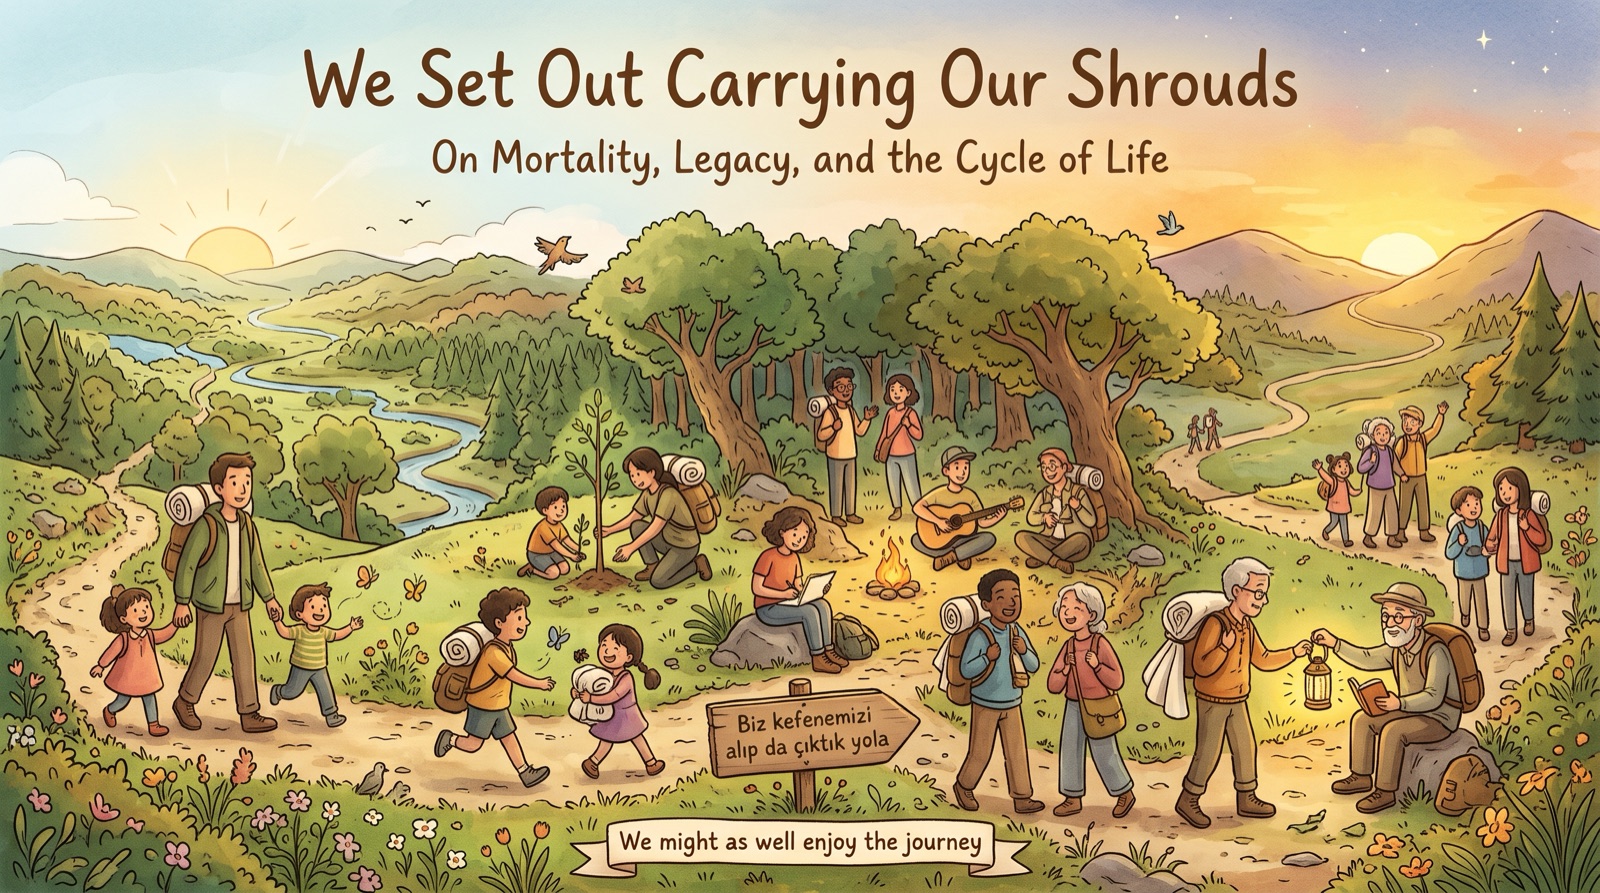 We Set Out Carrying Our Shrouds
On Mortality, Legacy, and the Cycle of Life
Biz kefenemizi
alıp da çıktık yola
We might as well enjoy the journey